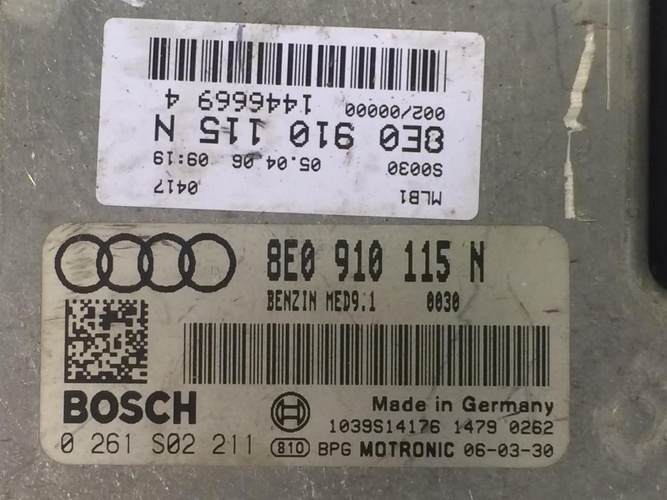 MLB1 0417
S0030 05.04.06 09:19
8E0 910 115 N
002/00000 1446669 4
8E0 910 115 N
BENZIN MED9.1 0030
BOSCH
Made in Germany
1039S14176 1479 0262
0 261 S02 211 810 BPG MOTRONIC 06-03-30